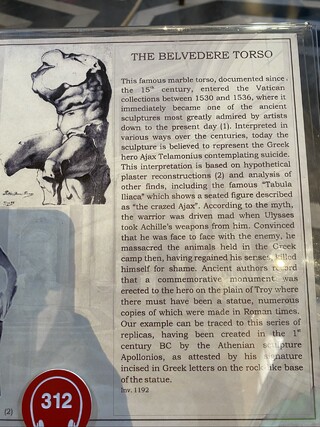 THE BELVEDERE TORSO
This famous marble torso, documented since
the 15th century, entered the Vatican
collections between 1530 and 1536, where it
immediately became one of the ancient
sculptures most greatly admired by artists
down to the present day (1). Interpreted in
various ways over the centuries, today the
sculpture is believed to represent the Greek
hero Ajax Telamonius contemplating suicide.
This interpretation is based on hypothetical
plaster reconstructions (2) and analysis of
other finds, including the famous "Tabula
Iliaca" which shows a seated figure described
as "the crazed Ajax". According to the myth,
the warrior was driven mad when Ulysses
took Achille's weapons from him. Convinced
that he was face to face with the enemy, he
massacred the animals held in the Greek
camp then, having regained his senses, killed
himself for shame. Ancient authors record
that a commemorative monument was
erected to the hero on the plain of Troy where
there must have been a statue, numerous
copies of which were made in Roman times.
Our example can be traced to this series of
replicas, having been created in the 1st
century BC by the Athenian sculpture
Apollonios, as attested by his signature
incised in Greek letters on the rock-like base
of the statue.
Inv. 1192
(2)
312